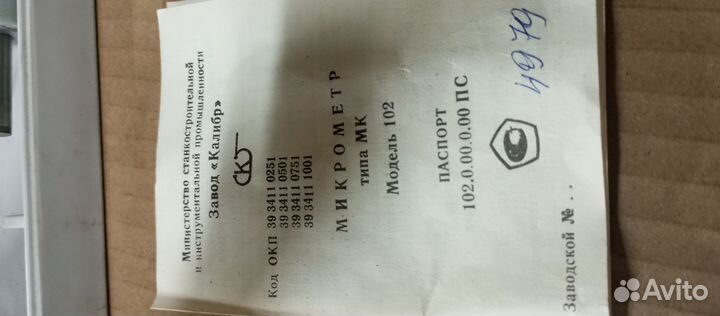 Министерство станкостроительной
и инструментальной промышленности
Завод «Калибр»
Код ОКП 39 3411 0251
39 3411 0501
39 3411 0751
39 3411 1001
МИКРОМЕТР
типа МК
Модель 102
ПАСПОРТ
102.0.00.0.00 ПС
4979
Заводской № . .
Avito